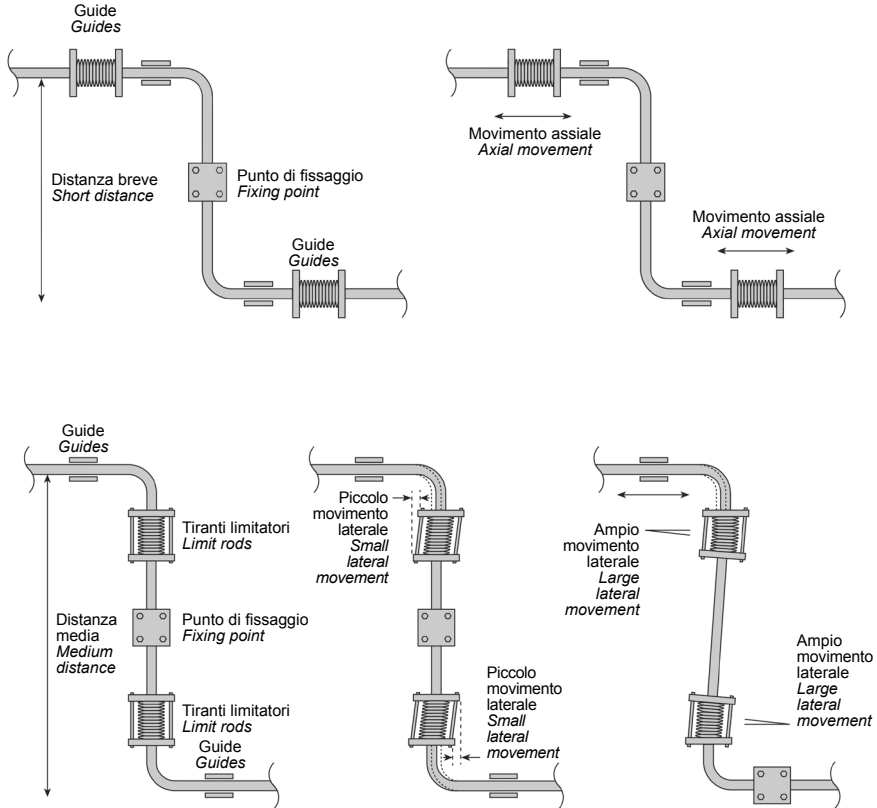 Guide
Guides
Distanza breve
Short distance
Punto di fissaggio
Fixing point
Guide
Guides
Movimento assiale
Axial movement
Movimento assiale
Axial movement
Guide
Guides
Tiranti limitatori
Limit rods
Distanza
media
Medium
distance
Punto di fissaggio
Fixing point
Tiranti limitatori
Limit rods
Guide
Guides
Piccolo
movimento
laterale
Small
lateral
movement
Piccolo
movimento
laterale
Small
lateral
movement
Ampio
movimento
laterale
Large
lateral
movement
Ampio
movimento
laterale
Large
lateral
movement